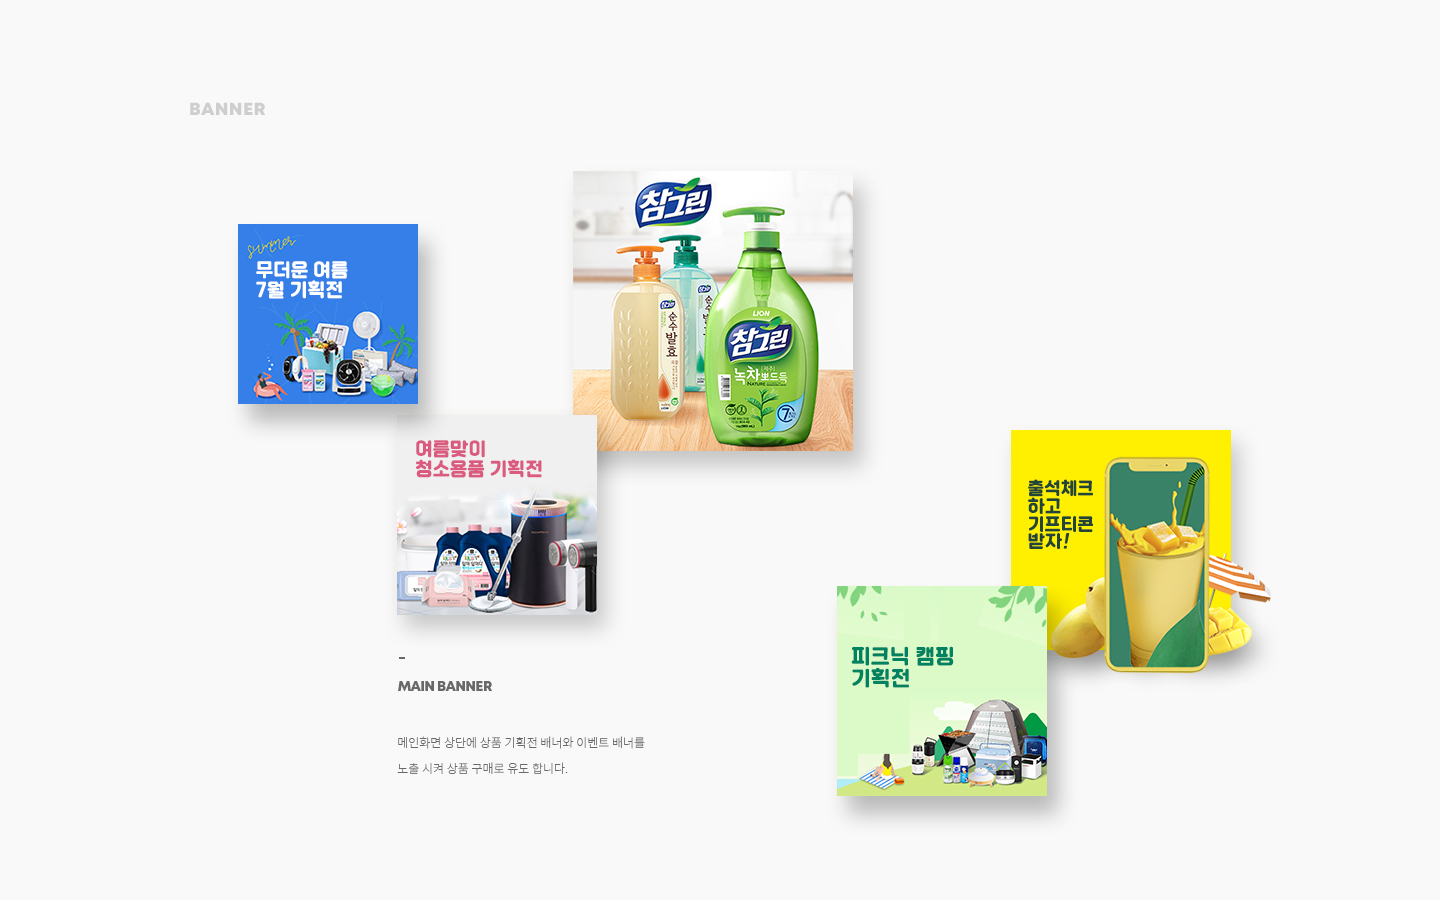 BANNER
summer
무더운 여름
7월 기획전
참그린
순수발효
LION
참그린
녹차뽀드득
NATURE
7
여름맞이
청소용품 기획전
출석체크
하고
기프티콘
받자!
피크닉 캠핑
기획전
–
MAIN BANNER
메인화면 상단에 상품 기획전 배너와 이벤트 배너를
노출 시켜 상품 구매로 유도 합니다.